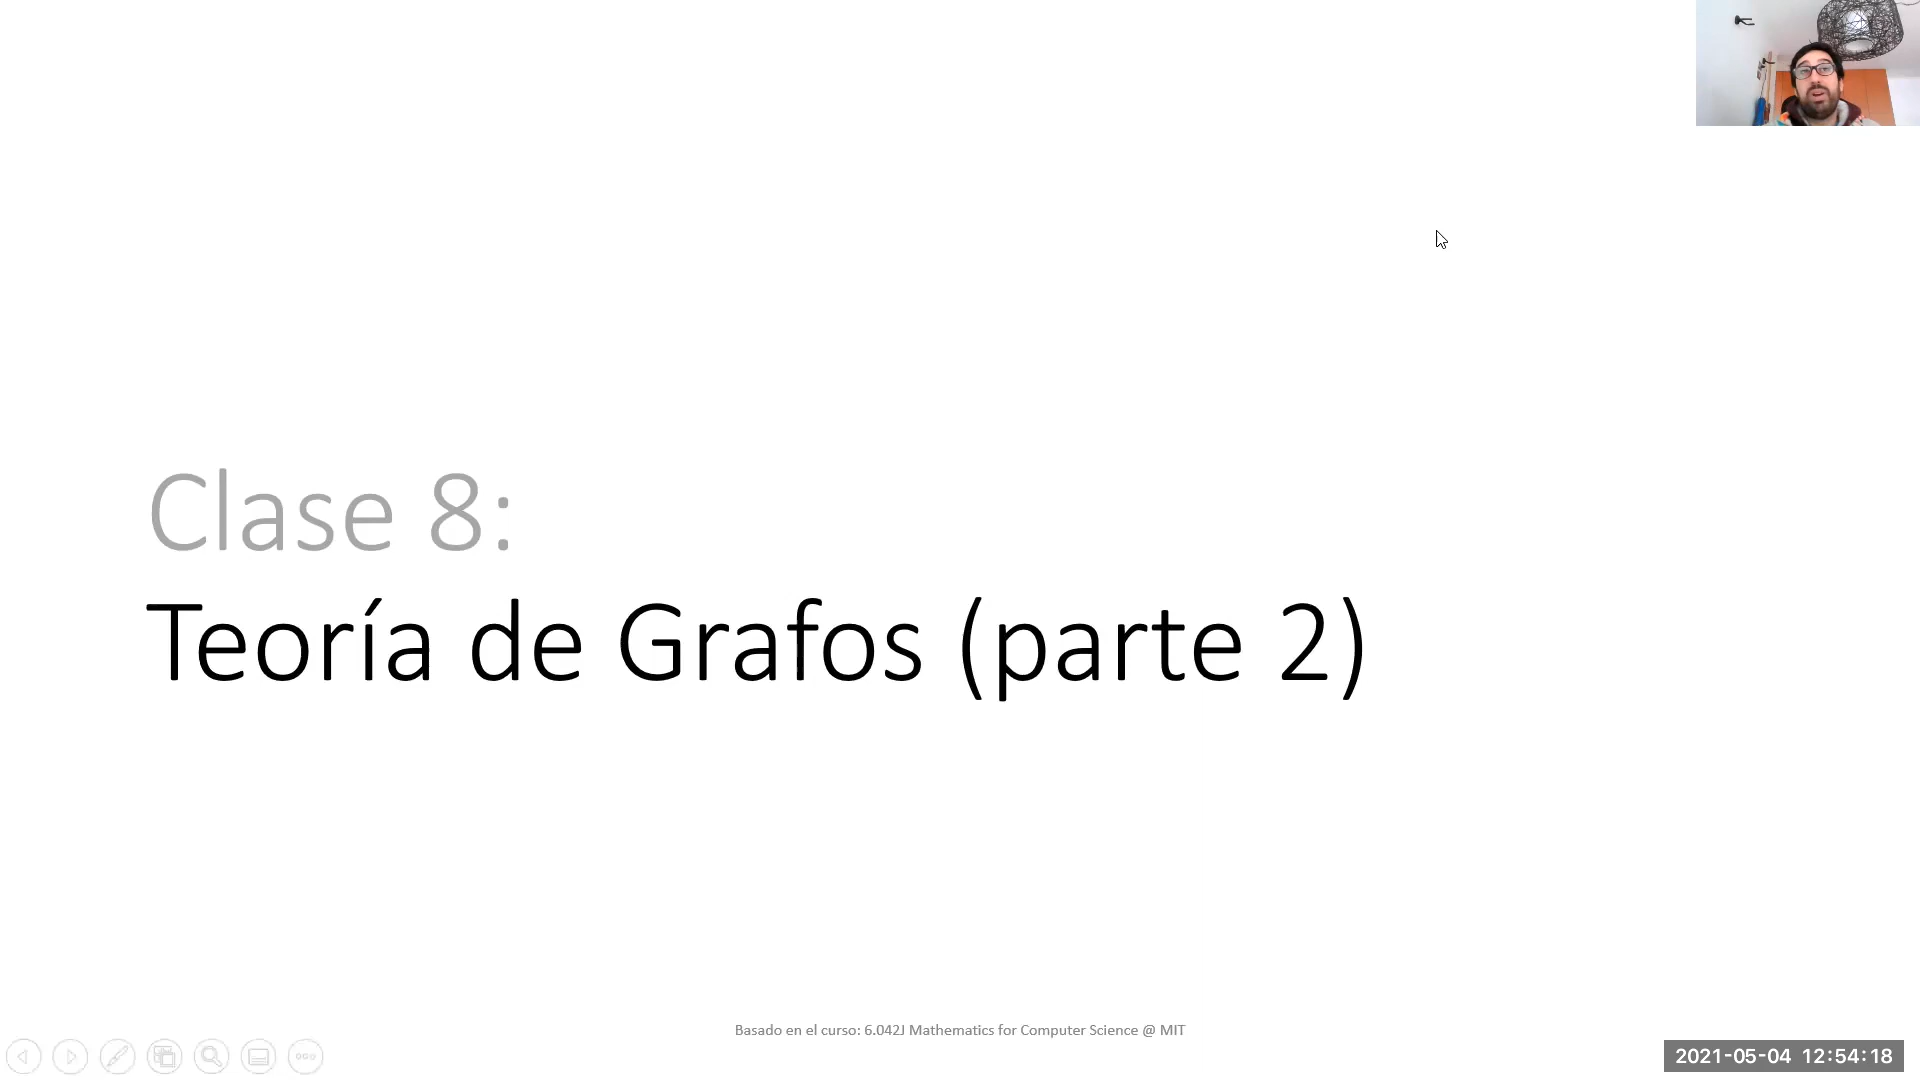 Clase 8:
Teoría de Grafos (parte 2)
Basado en el curso: 6.042J Mathematics for Computer Science @ MIT
2021-05-04 12:54:18